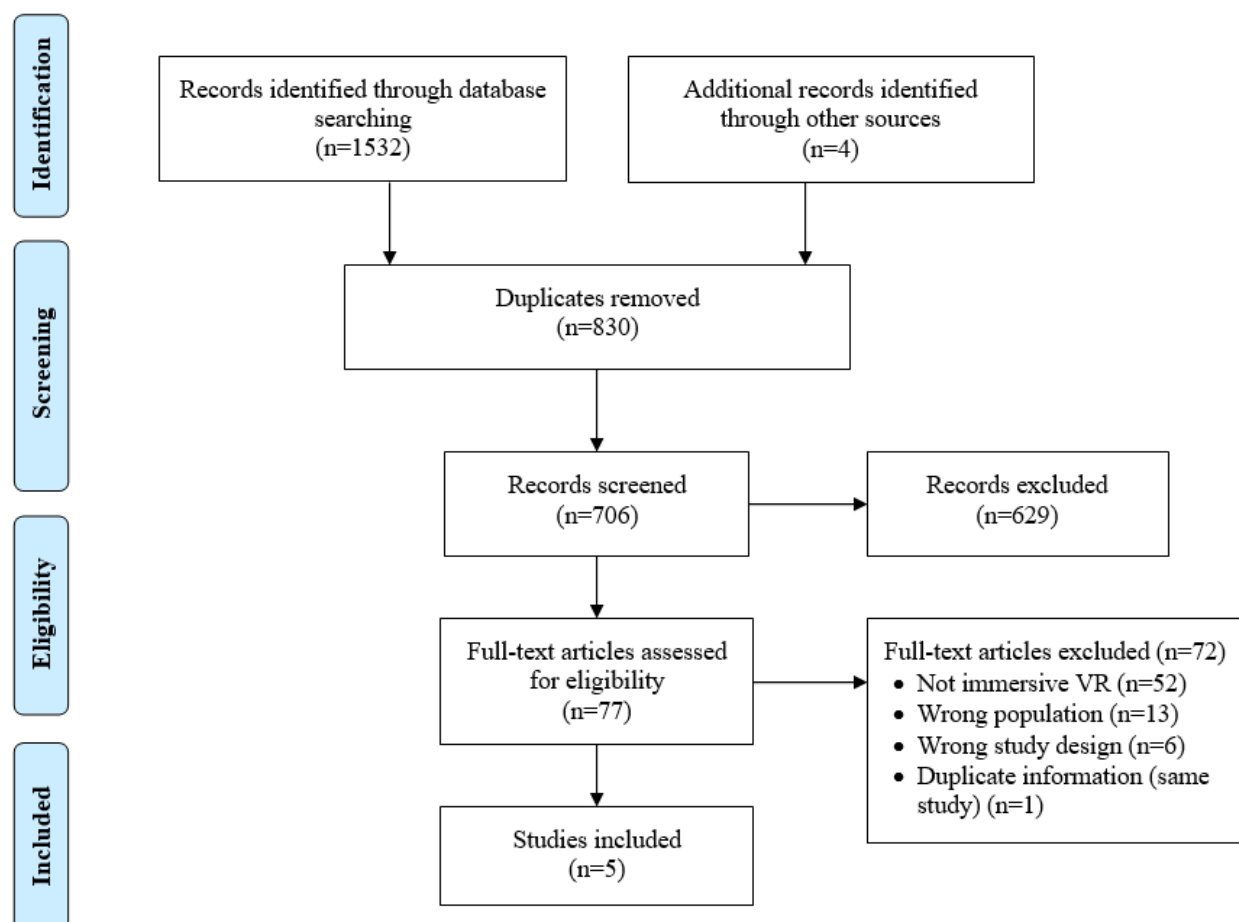 Identification
Records identified through database
searching
(n=1532)
Additional records identified
through other sources
(n=4)
Screening
Duplicates removed
(n=830)
Records screened
(n=706)
Records excluded
(n=629)
Eligibility
Full-text articles assessed
for eligibility
(n=77)
Full-text articles excluded (n=72)
• Not immersive VR (n=52)
• Wrong population (n=13)
• Wrong study design (n=6)
• Duplicate information (same
study) (n=1)
Included
Studies included
(n=5)